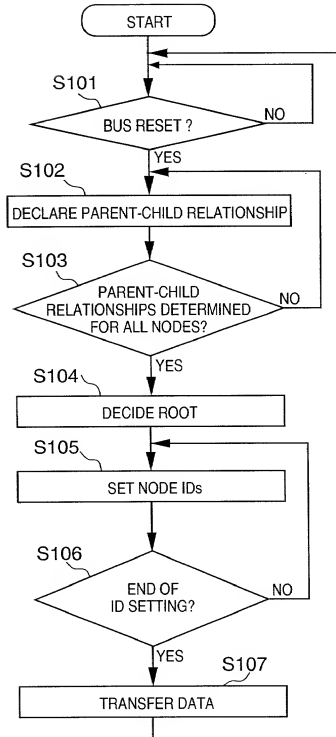 START
S101
BUS RESET ?
NO
YES
S102
DECLARE PARENT-CHILD RELATIONSHIP
S103
PARENT-CHILD
RELATIONSHIPS DETERMINED
FOR ALL NODES?
NO
YES
S104
DECIDE ROOT
S105
SET NODE IDs
S106
END OF
ID SETTING?
NO
YES
S107
TRANSFER DATA